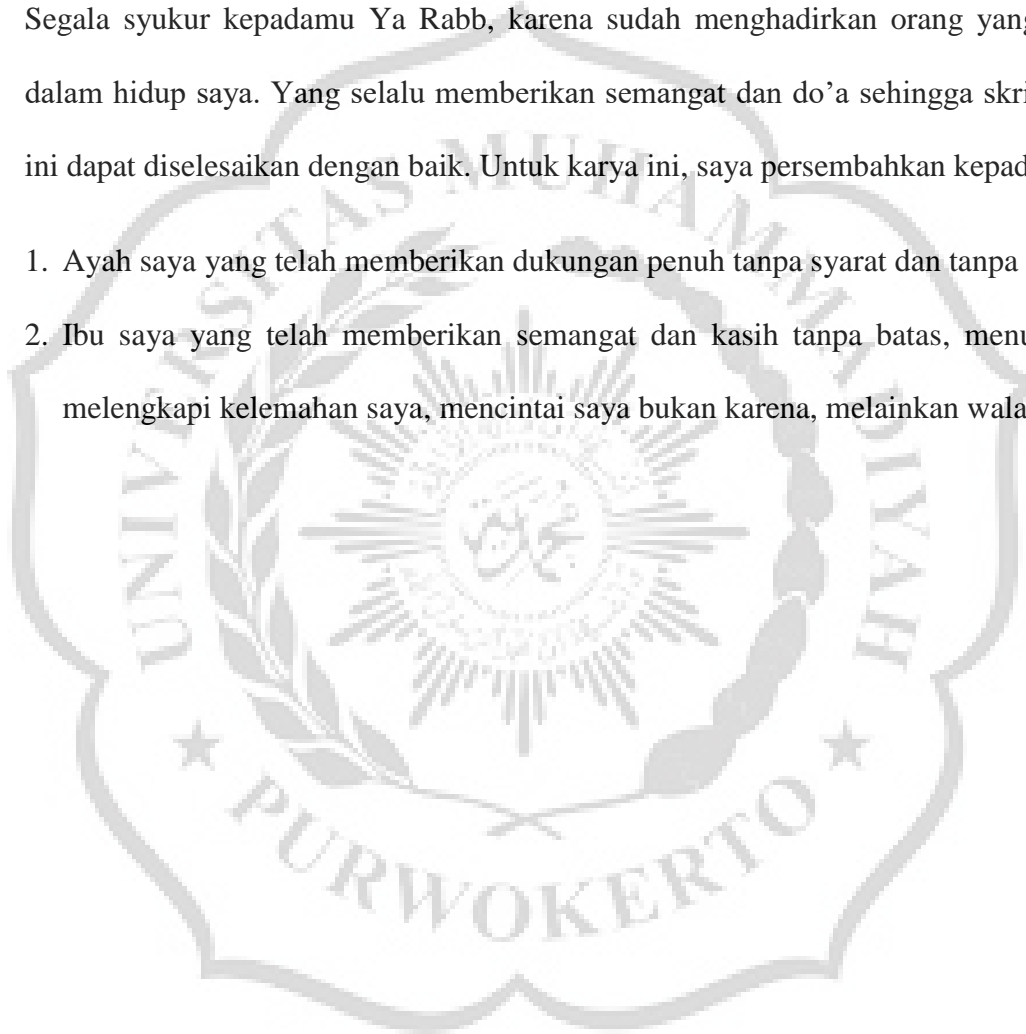 Segala syukur kepadamu Ya Rabb, karena sudah menghadirkan orang yang
dalam hidup saya. Yang selalu memberikan semangat dan do’a sehingga skri
ini dapat diselesaikan dengan baik. Untuk karya ini, saya persembahkan kepad
1. Ayah saya yang telah memberikan dukungan penuh tanpa syarat dan tanpa
2. Ibu saya yang telah memberikan semangat dan kasih tanpa batas, menu
melengkapi kelemahan saya, mencintai saya bukan karena, melainkan wala
UNIVERSITAS MUHAMMADIYAH
PURWOKERTO